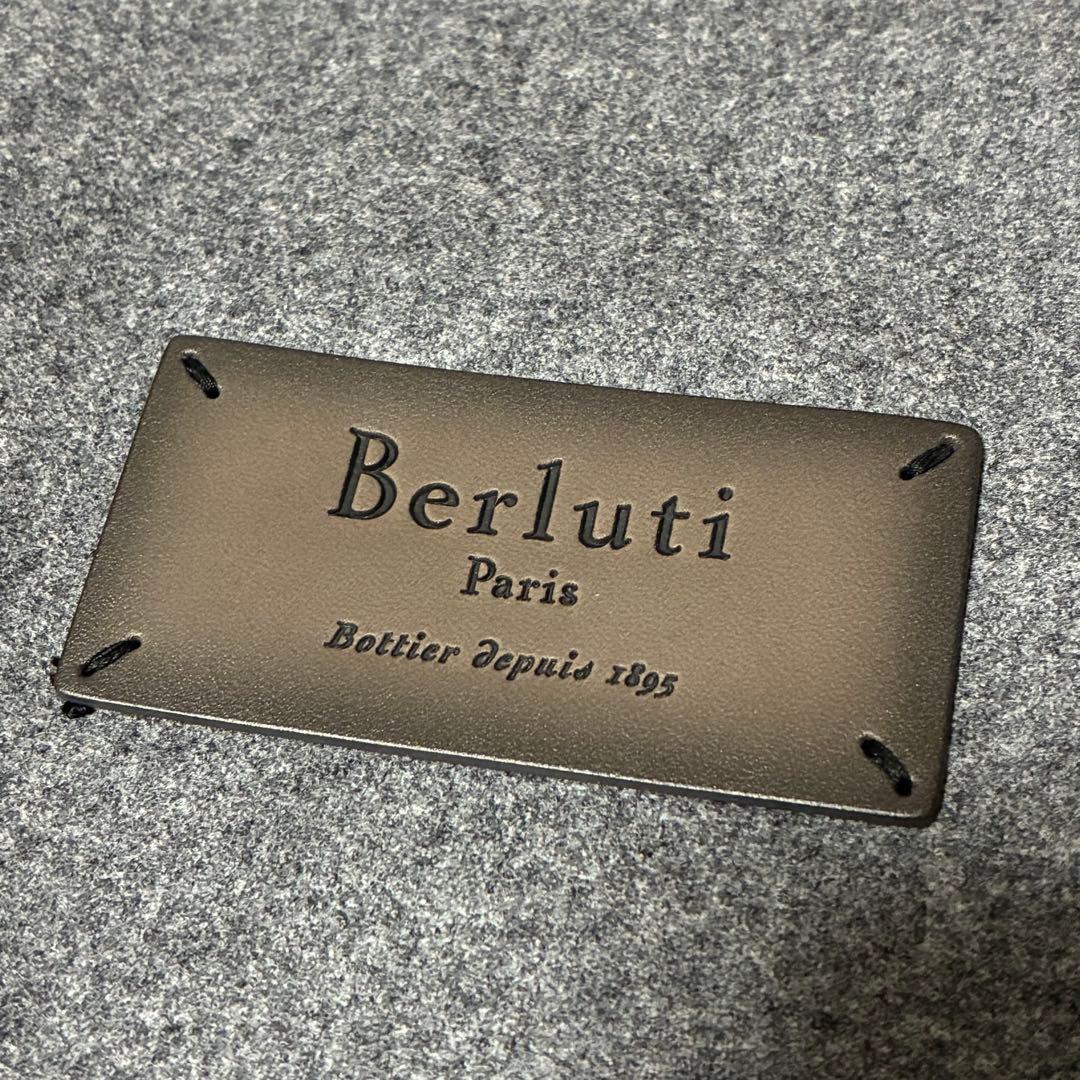 Berluti
Paris
Bottier depuis 1895